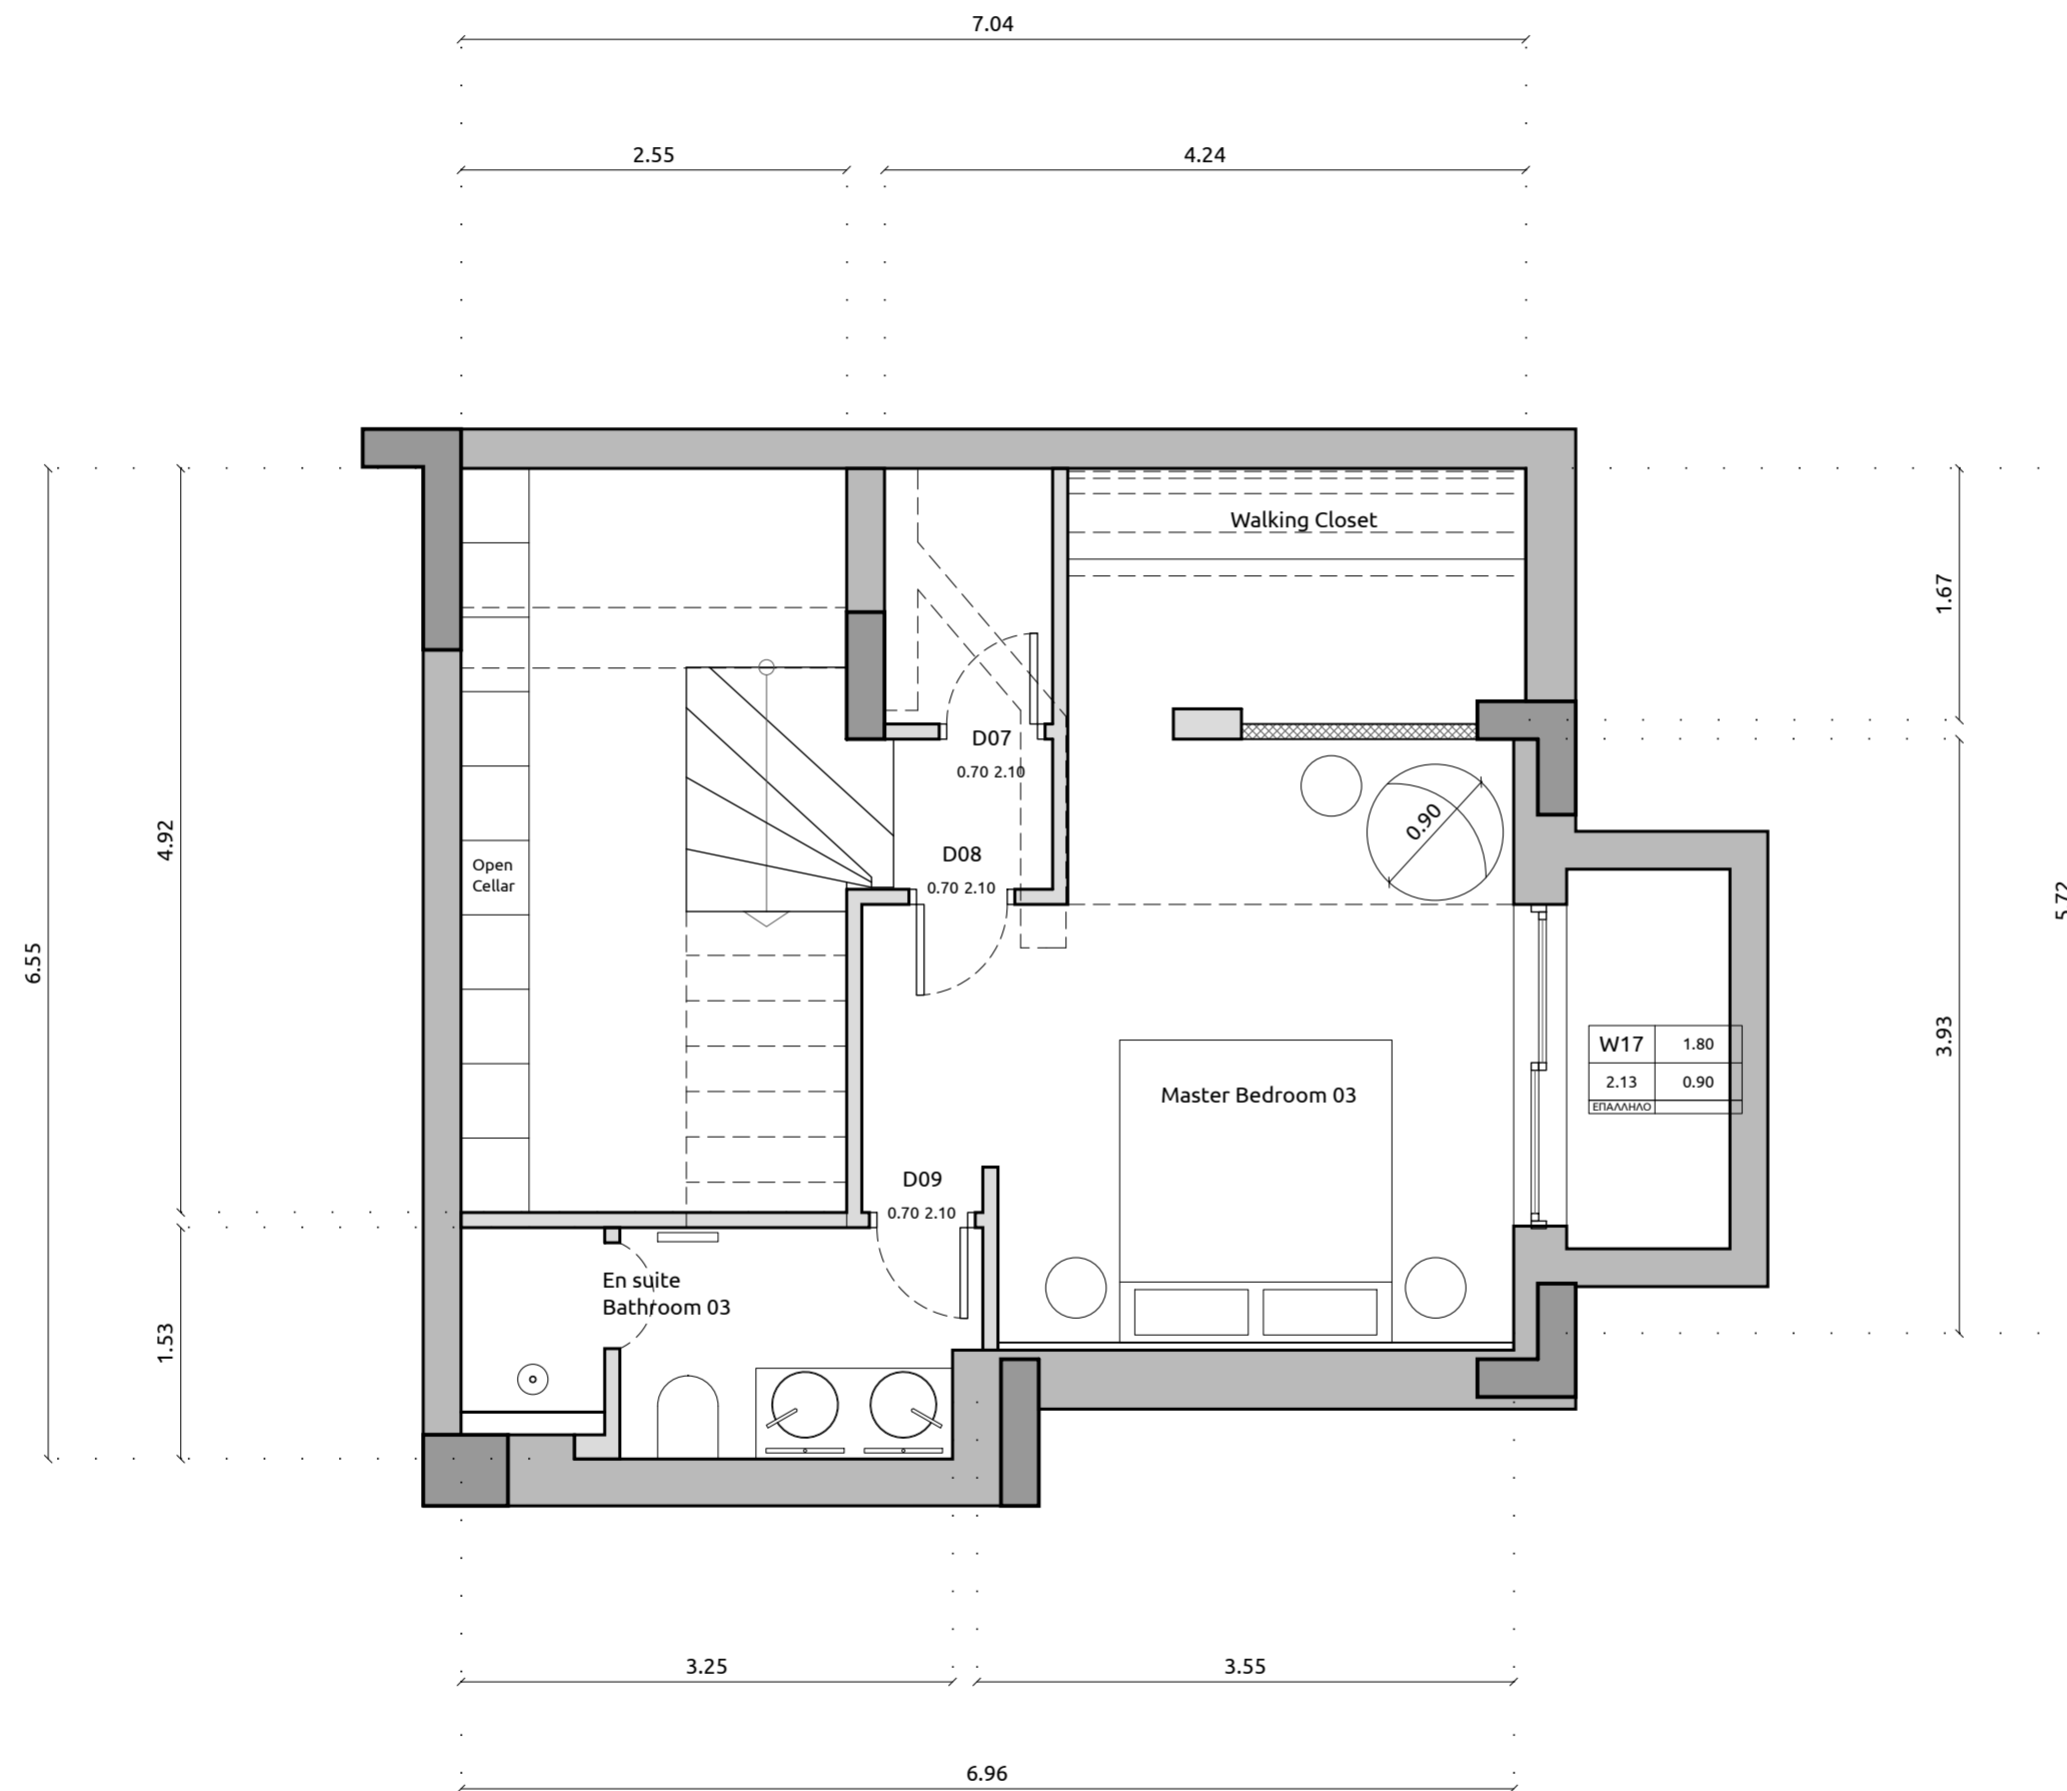 7.04
2.55
4.24
Walking Closet
1.67
D07
0.70 2.10
0.90
4.92
D08
0.70 2.10
Open
Cellar
5.72
6.55
W17 1.80
2.13 0.90
ΕΠΑΛΛΗΛΟ
3.93
Master Bedroom 03
D09
0.70 2.10
En suite
Bathroom 03
1.53
3.25
3.55
6.96